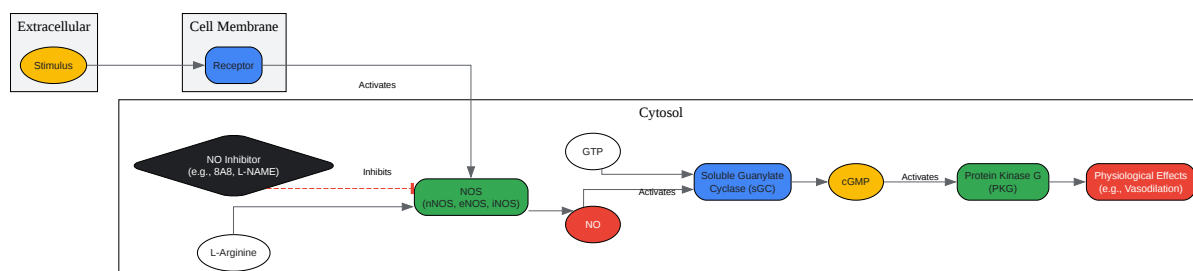 Extracellular
Cell Membrane
Stimulus
Receptor
Activates
Cytosol
NO Inhibitor
(e.g., 8A8, L-NAME)
Inhibits
NOS
(nNOS, eNOS, iNOS)
L-Arginine
GTP
NO
Activates
Soluble Guanylate
Cyclase (sGC)
cGMP
Activates
Protein Kinase G
(PKG)
Physiological Effects
(e.g., Vasodilation)